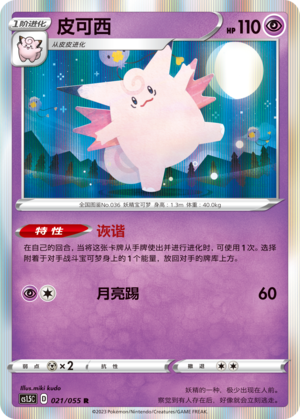 1阶进化
皮可西
HP 110
从皮皮进化
全国图鉴No.036 妖精宝可梦 身高:1.3m 体重:40.0kg
特性 诙谐
在自己的回合,当将这张卡牌从手牌使出并进行进化时,可使用1次。选择
附着于对手战斗宝可梦身上的1个能量,放回对手的牌库上方。
月亮踢 60
弱点 ×2 抗性 撤退
Illus.miki kudo
CS1.5C D 021/055 R
妖精的一种,极少出现在人前。
察觉到有人存在后,好像就会立刻逃走。
©2023 Pokémon/Nintendo/Creatures/GAME FREAK